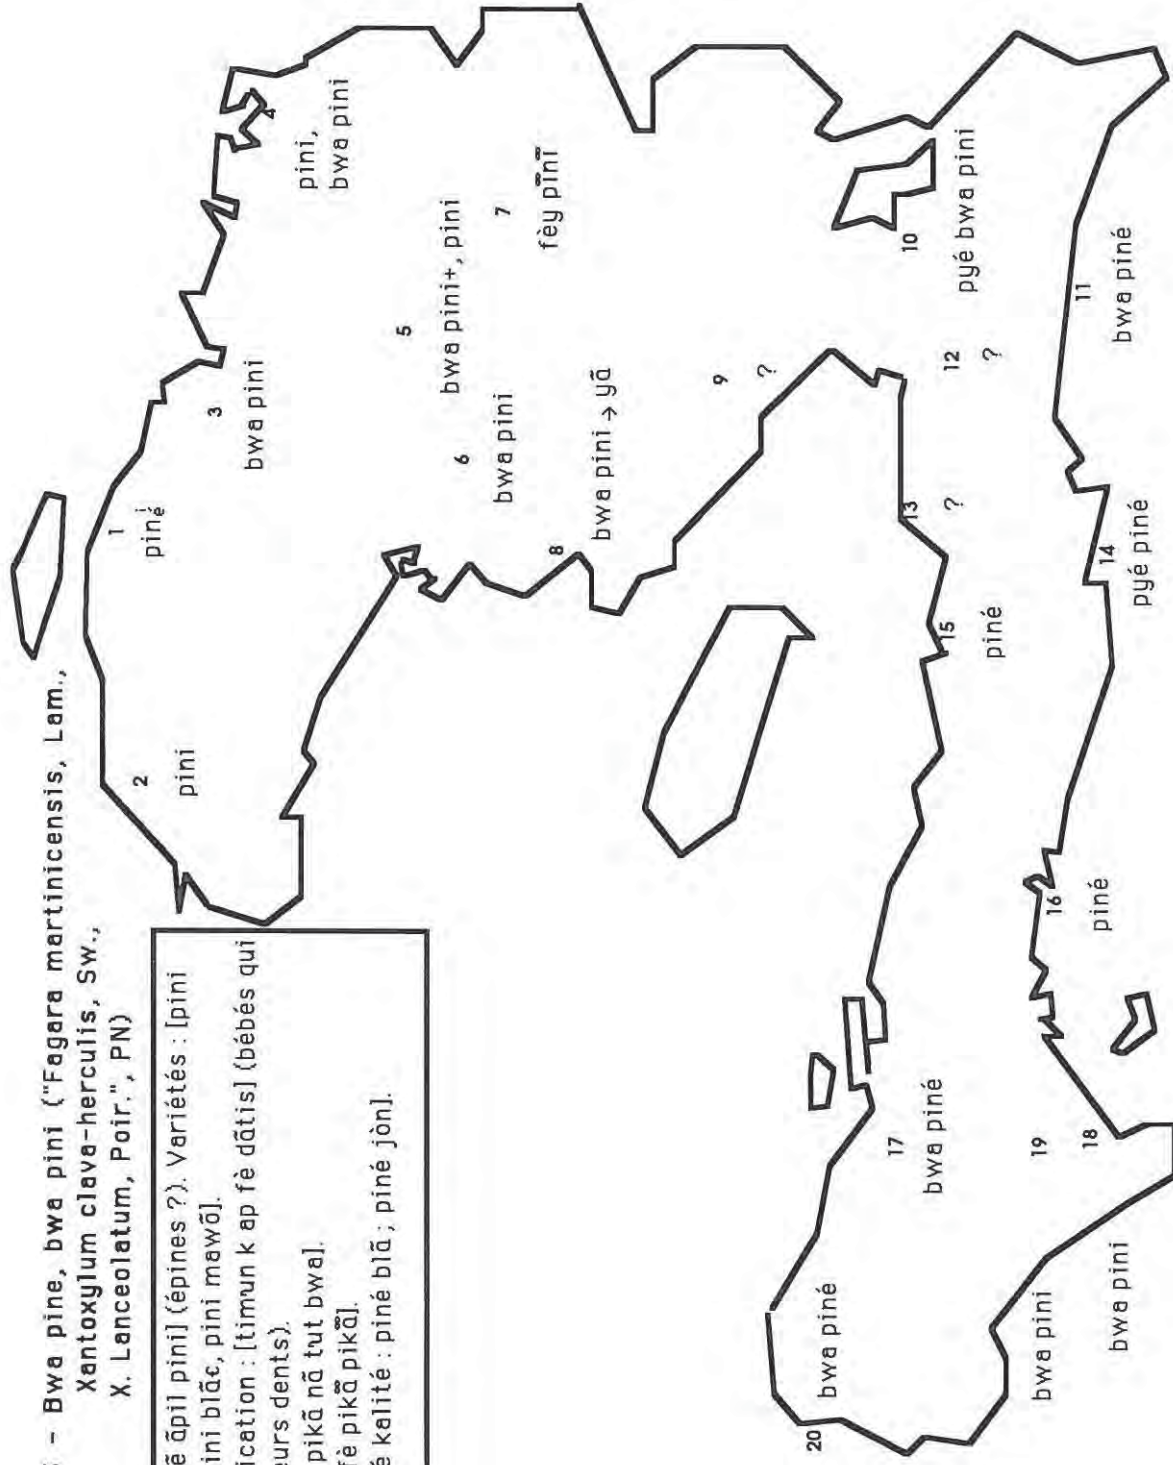 - Bwa pine, bwa pini ("Fagara martinicensis, Lam.,
Xantoxylum clava-herculis, Sw.,
X. Lanceolatum, Poir.", PN)
é ãpil pini] (épines ?). Variétés : [pini
ini blãc, pini mawõ].
ication : [timun k ap fè dãtis] (bébés qui
eurs dents).
pikã nã tut bwa].
fè pikã pikã].
é kalité : piné blã ; piné jòn].
1
piné
i
2
pini
3
bwa pini
4
pini,
bwa pini
5
bwa pini+, pini
6
bwa pini
7
fèy pini
8
bwa pini → yã
9
?
10
pyé bwa pini
11
bwa piné
12
?
13
?
14
pyé piné
15
piné
16
piné
17
bwa piné
18
bwa pini
19
bwa pini
20
bwa piné